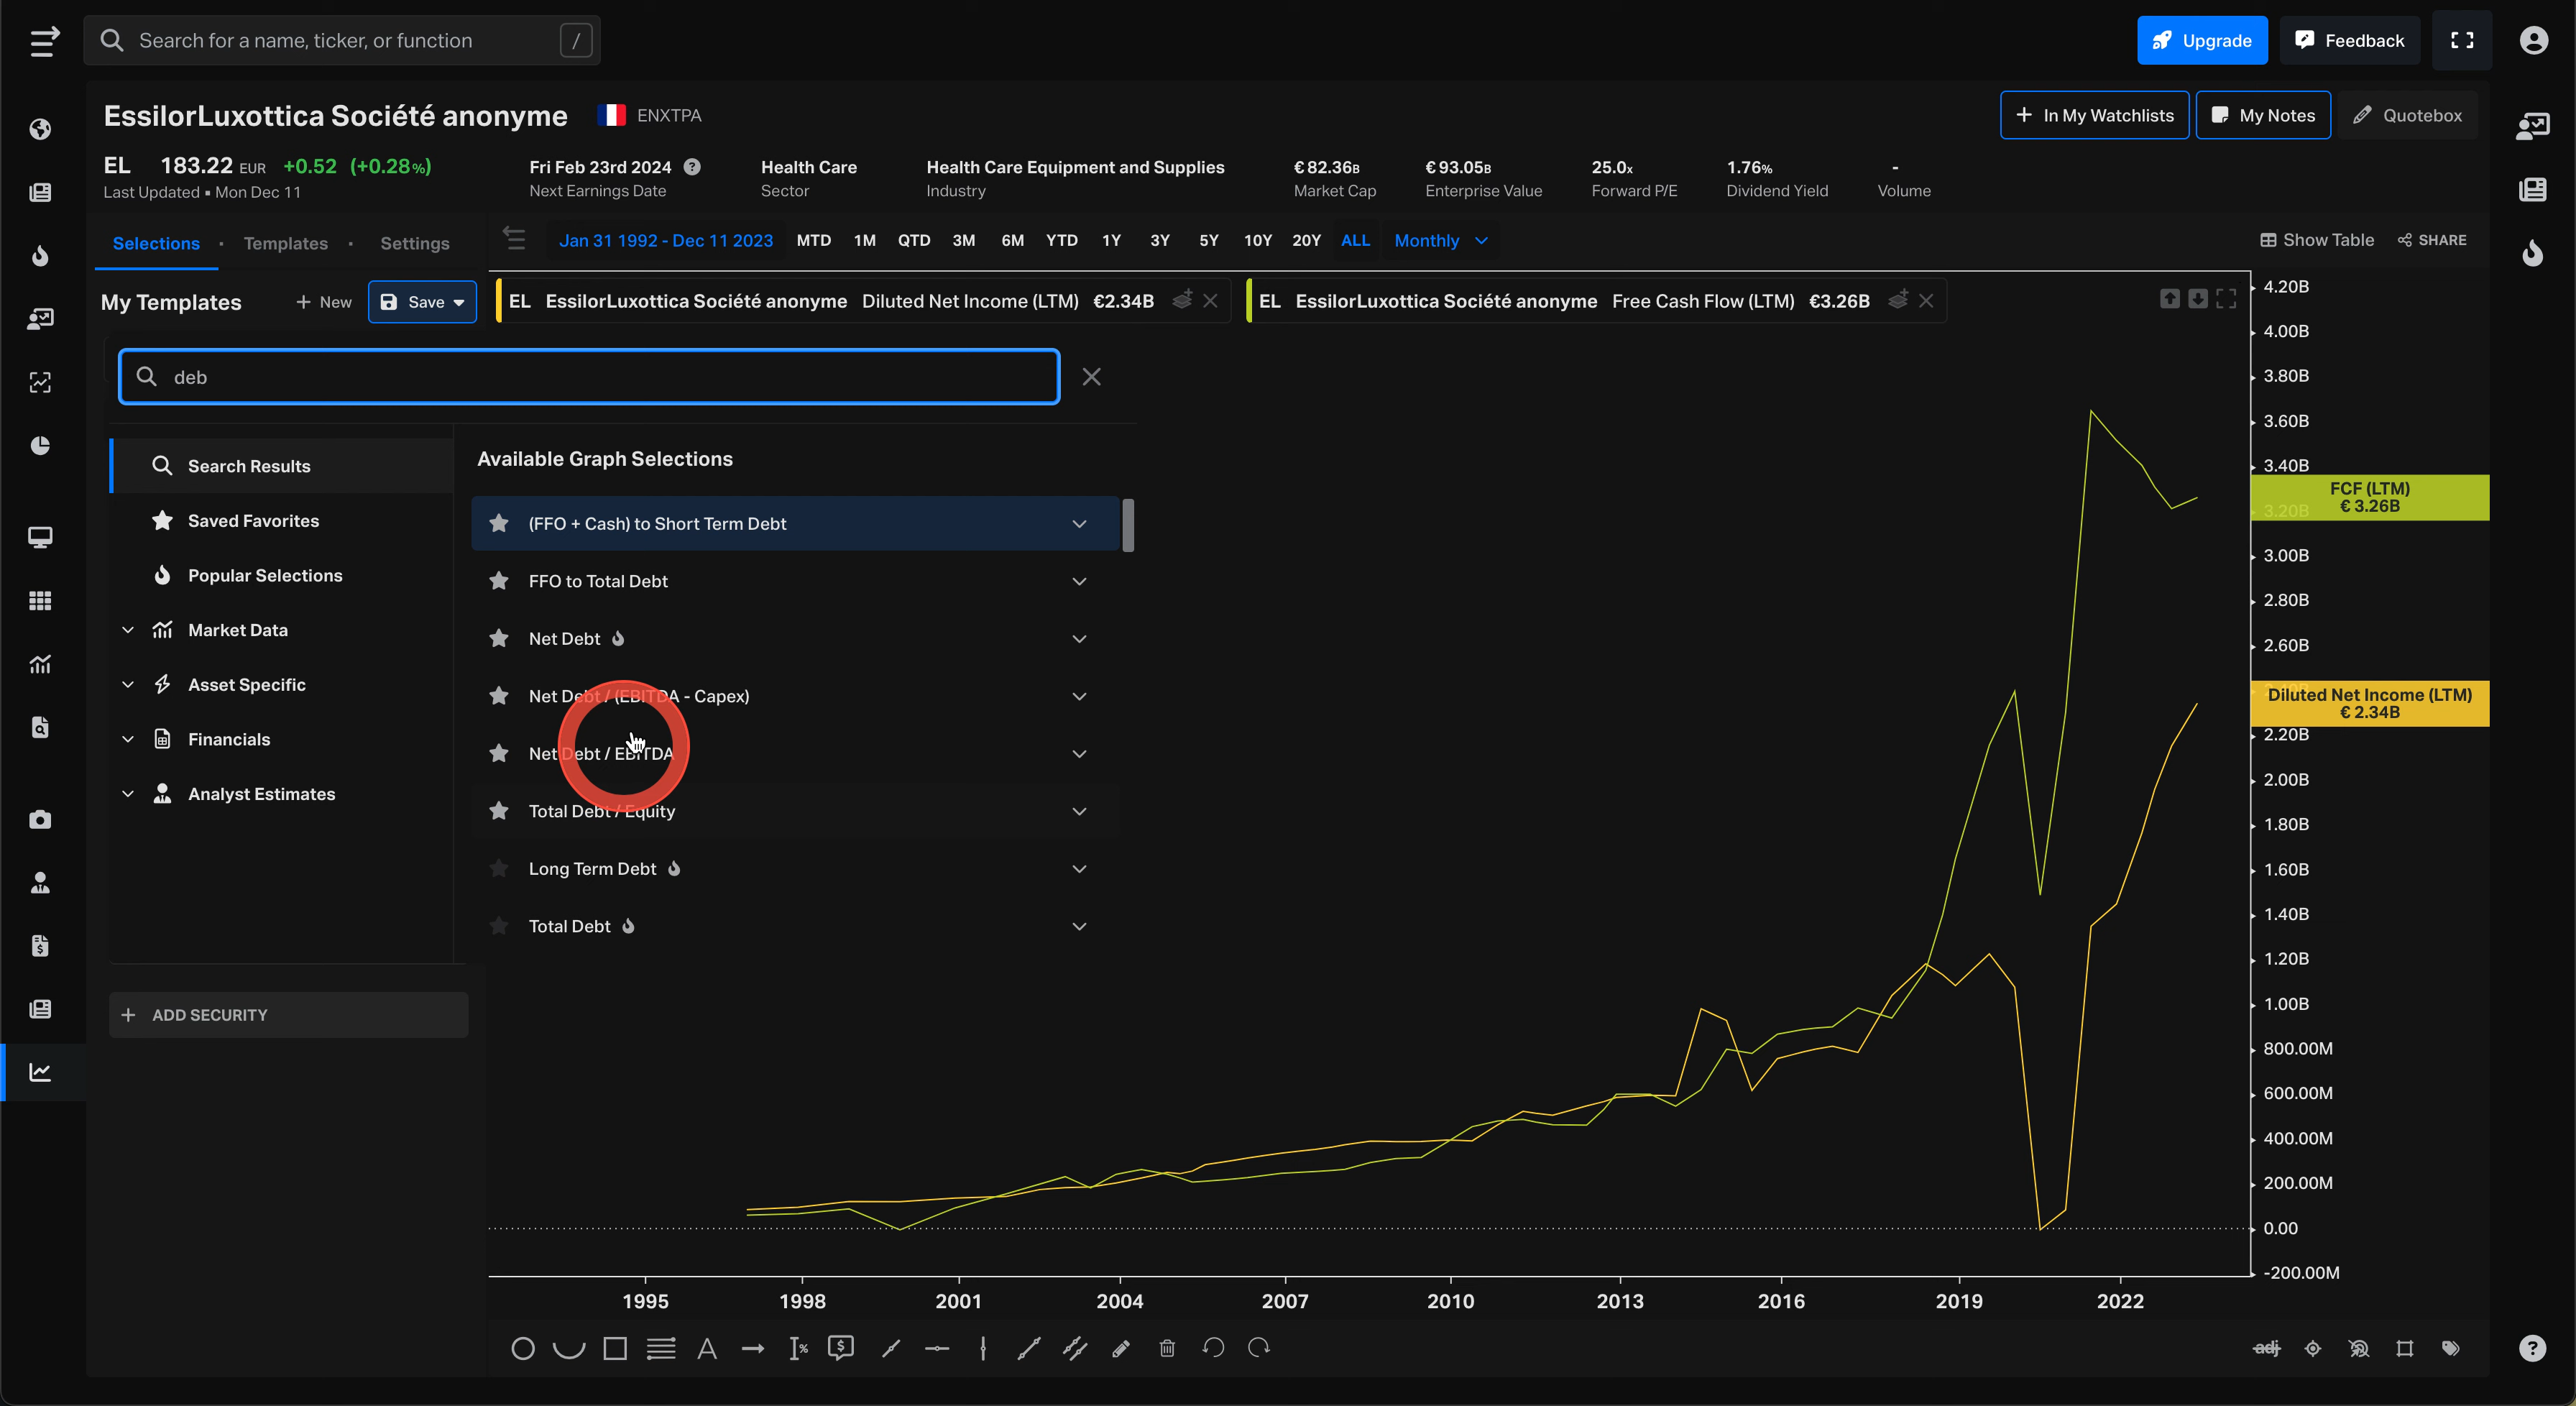 Search for a name, ticker, or function /
Upgrade
Feedback
EssilorLuxottica Société anonyme ENXTPA
In My Watchlists
My Notes
Quotebox
EL 183.22 EUR +0.52 (+0.28%)
Last Updated ▪ Mon Dec 11
Fri Feb 23rd 2024 ?
Next Earnings Date
Health Care
Sector
Health Care Equipment and Supplies
Industry
€82.36B
Market Cap
€93.05B
Enterprise Value
25.0x
Forward P/E
1.76%
Dividend Yield
-
Volume
Selections · Templates · Settings
Jan 31 1992 - Dec 11 2023 MTD 1M QTD 3M 6M YTD 1Y 3Y 5Y 10Y 20Y ALL Monthly
Show Table SHARE
My Templates + New Save
EL EssilorLuxottica Société anonyme Diluted Net Income (LTM) €2.34B
EL EssilorLuxottica Société anonyme Free Cash Flow (LTM) €3.26B
deb
Search Results
Saved Favorites
Popular Selections
Market Data
Asset Specific
Financials
Analyst Estimates
+ ADD SECURITY
Available Graph Selections
(FFO + Cash) to Short Term Debt
FFO to Total Debt
Net Debt
Net Debt / (EBITDA - Capex)
Net Debt / EBITDA
Total Debt / Equity
Long Term Debt
Total Debt
4.20B
4.00B
3.80B
3.60B
3.40B
FCF (LTM)
€ 3.26B
3.20B
3.00B
2.80B
2.60B
Diluted Net Income (LTM)
€ 2.34B
2.20B
2.00B
1.80B
1.60B
1.40B
1.20B
1.00B
800.00M
600.00M
400.00M
200.00M
0.00
-200.00M
1995 1998 2001 2004 2007 2010 2013 2016 2019 2022
A
%
$
adj
?